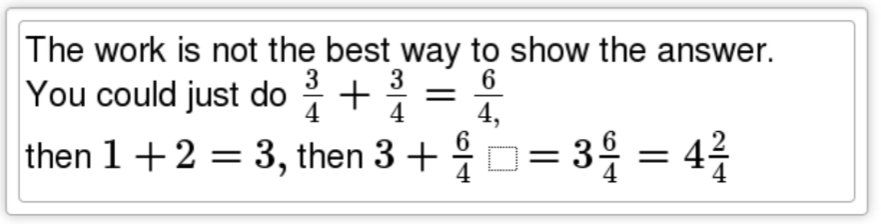 The work is not the best way to show the answer.
You could just do 3/4 + 3/4 = 6/4,
then 1 + 2 = 3, then 3 + 6/4 □ = 3 6/4 = 4 2/4